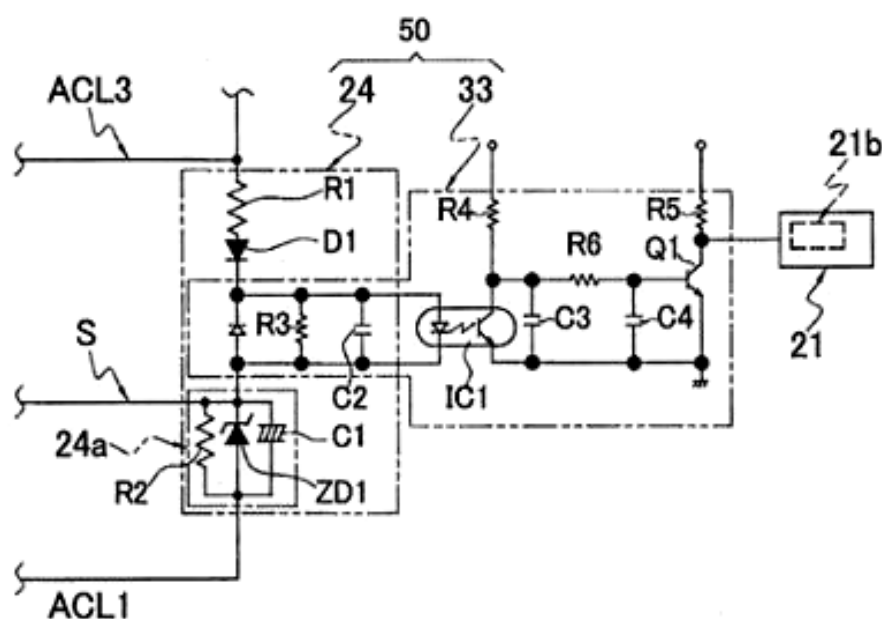 50
ACL3
24
33
21b
R1
R4
R5
D1
R6
Q1
R3
C3
C4
S
C2
IC1
21
24a
C1
R2
ZD1
ACL1